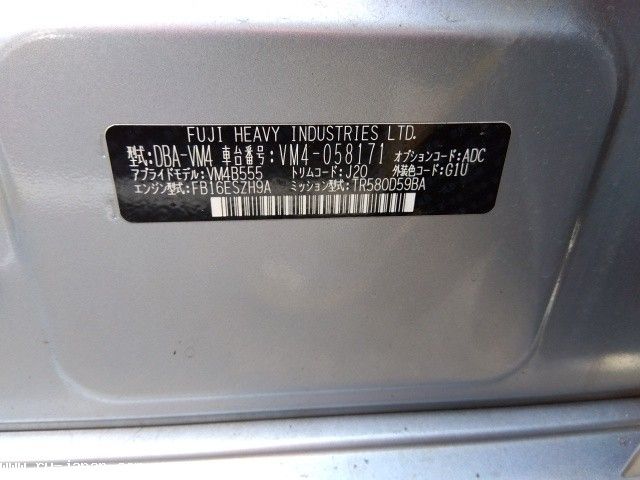 FUJI HEAVY INDUSTRIES LTD.
型式:DBA-VM4 車台番号:VM4-058171 オプションコード:ADC
アプライドモデル:VM4B555 トリムコード:J20 外装色コード:G1U
エンジン型式:FB16ESZH9A ミッション型式:TR580D59BA